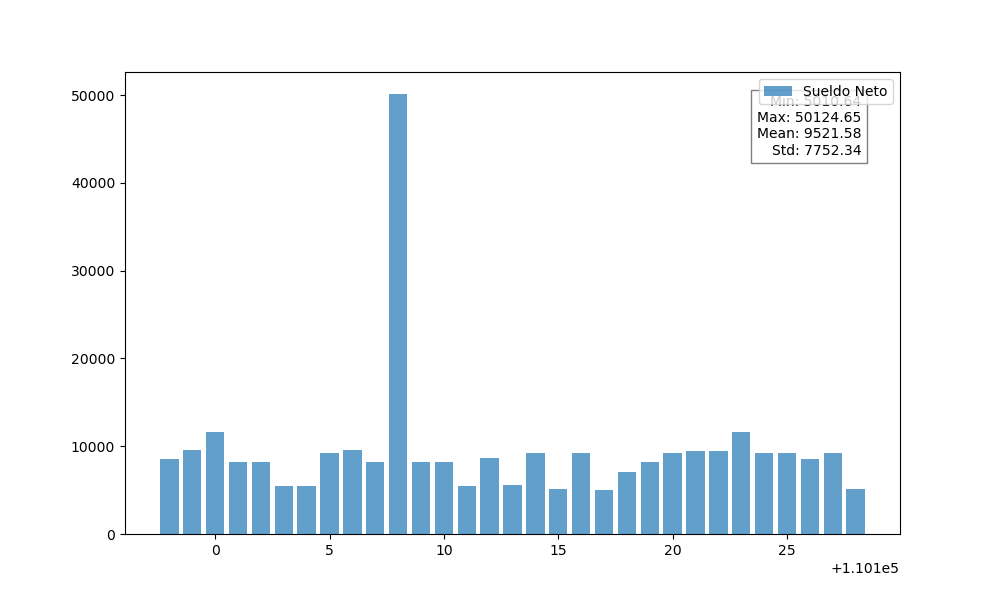 50000
40000
30000
20000
10000
0
Sueldo Neto
Min: 5010.64
Max: 50124.65
Mean: 9521.58
Std: 7752.34
0 5 10 15 20 25
+1.101e5